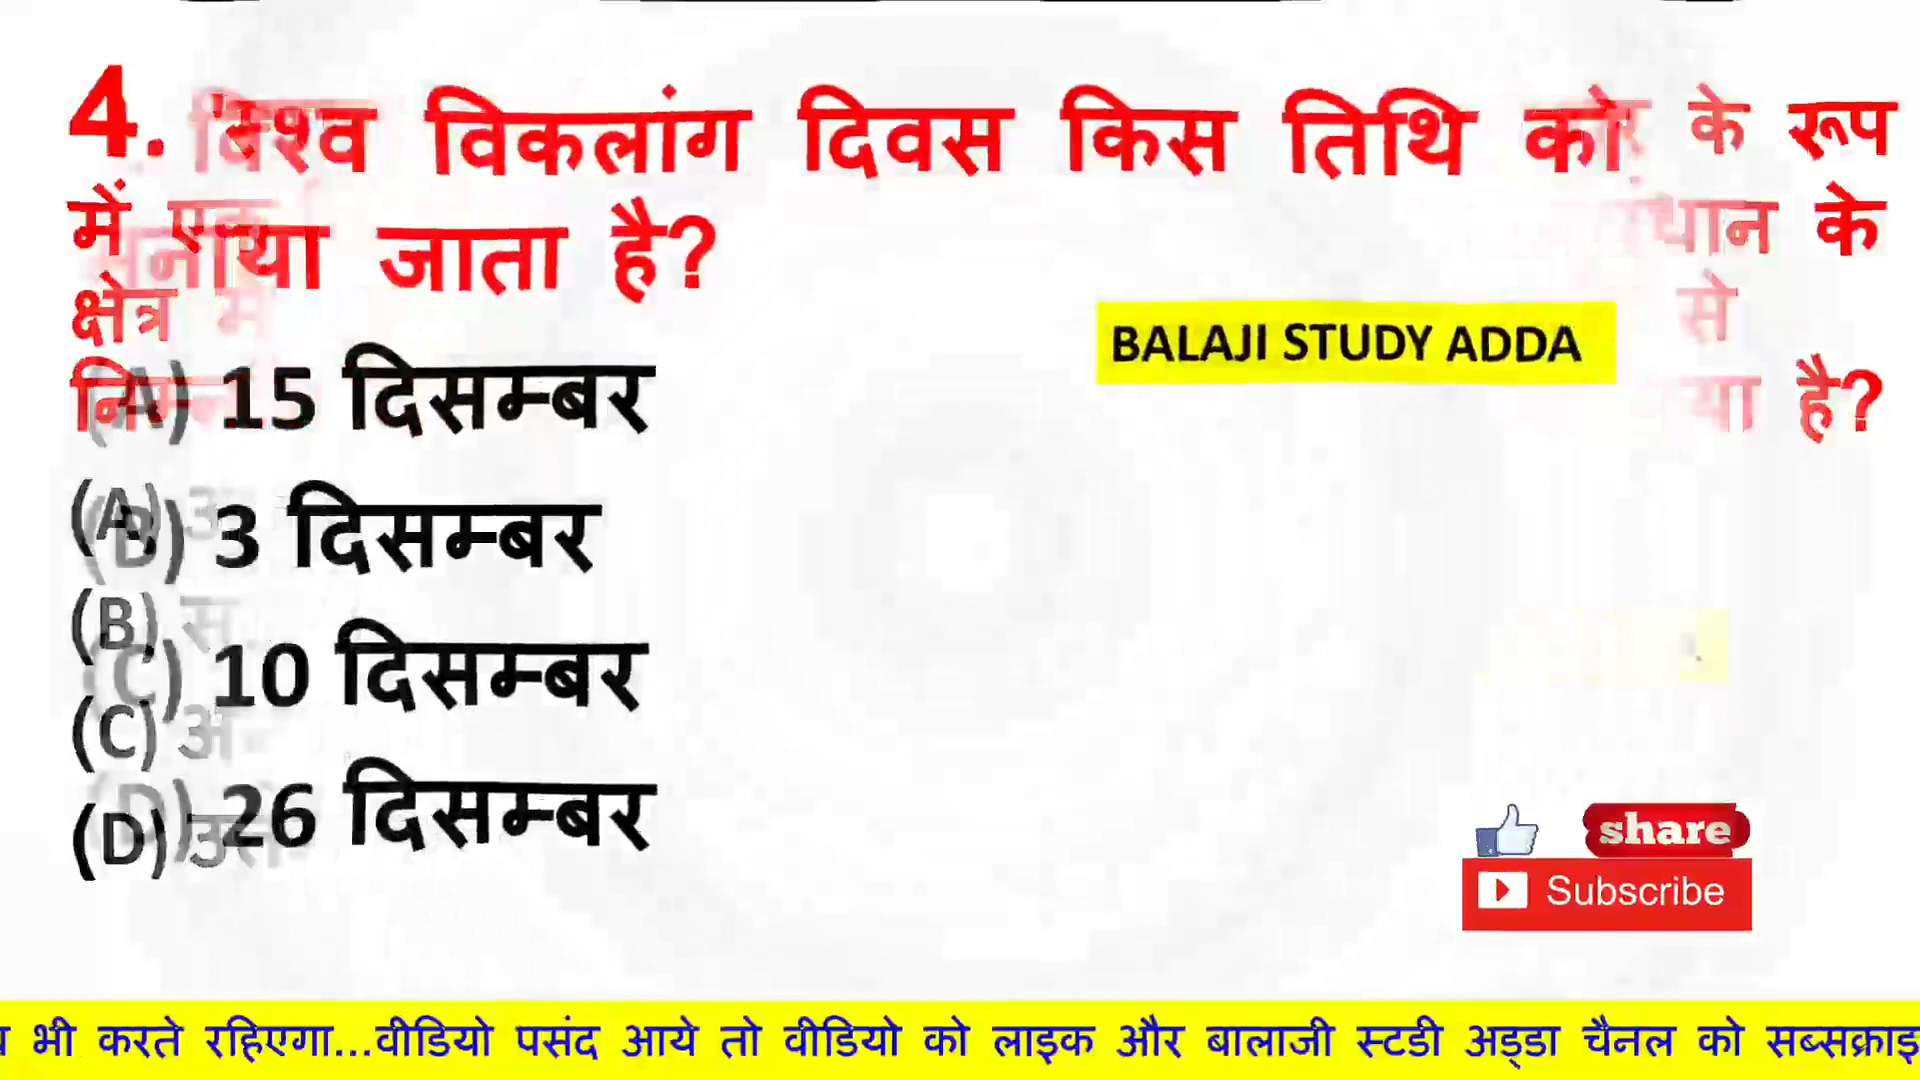 4. विश्व विकलांग दिवस किस तिथि को
मनाया जाता है?
के रूप
में एक
के
क्षेत्र में
से
है?
BALAJI STUDY ADDA
(A) 15 दिसम्बर
(B) 3 दिसम्बर
(C) 10 दिसम्बर
(D) 26 दिसम्बर
(A)
(B)
(C)
(D)
share
Subscribe
भी करते रहिएगा...वीडियो पसंद आये तो वीडियो को लाइक और बालाजी स्टडी अड्डा चैनल को सब्सक्राइ